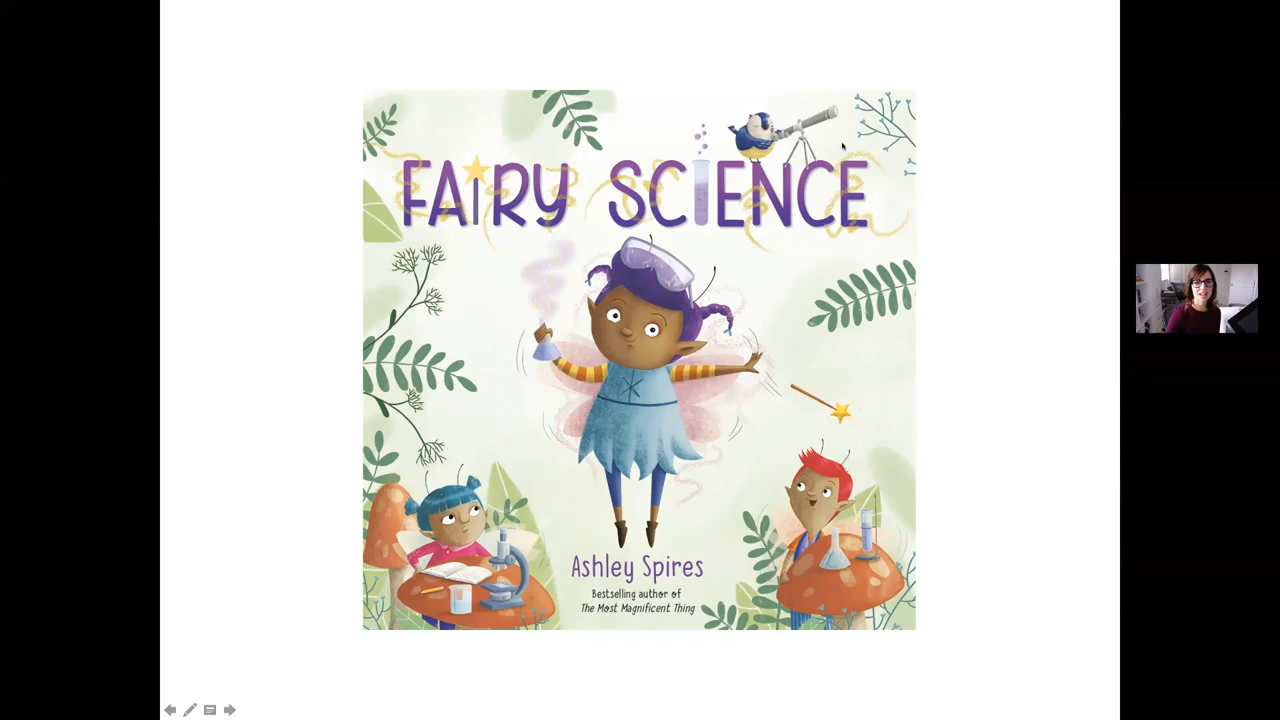 FAiRY SCiENCE
Ashley Spires
Bestselling author of
The Most Magnificent Thing